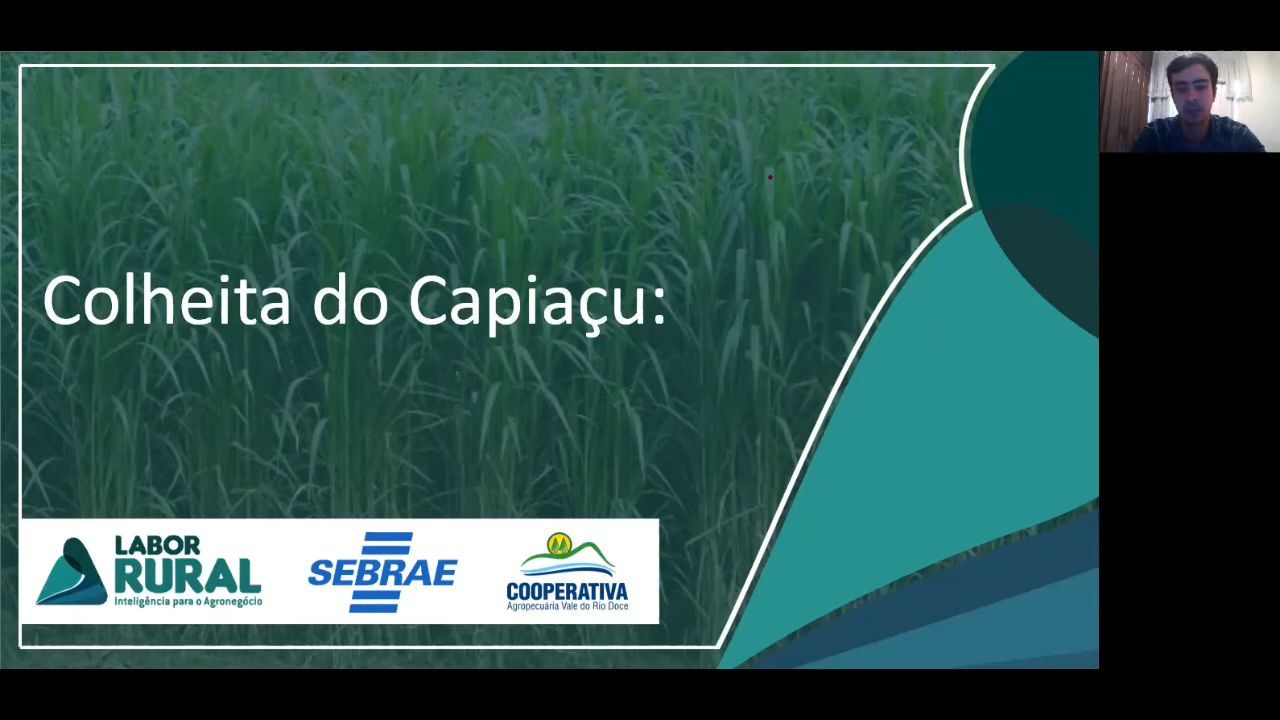 Colheita do Capiaçu:
LABOR
RURAL
Inteligência para o Agronegócio
SEBRAE
COOPERATIVA
Agropecuária Vale do Rio Doce